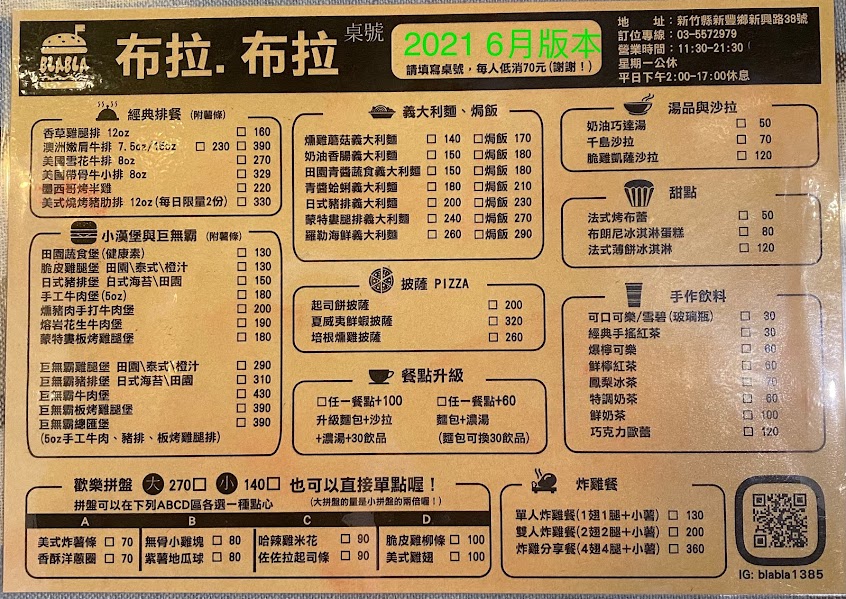 BLABLA
布拉.布拉
桌號
2021 6月版本
請填寫桌號，每人低消70元(謝謝！)
地 址：新竹縣新豐鄉新興路38號
訂位專線：03-5572979
營業時間：11:30-21:30
星期一公休
平日下午2:00-17:00休息
經典排餐 (附薯條)
香草雞腿排 12oz □ 160
澳洲嫩肩牛排 7.5oz/15oz □ 230 □ 390
美國雪花牛排 8oz □ 270
美國帶骨牛小排 8oz □ 329
墨西哥烤半雞 □ 220
美式燒烤豬肋排 12oz(每日限量2份) □ 330
小漢堡與巨無霸 (附薯條)
田園蔬食堡(健康素) □ 130
脆皮雞腿堡 田園\泰式\橙汁 □ 130
日式豬排堡 日式海苔\田園 □ 150
手工牛肉堡(5oz) □ 180
燻豬肉手打牛肉堡 □ 200
熔岩花生牛肉堡 □ 190
蒙特婁板烤雞腿堡 □ 180
巨無霸雞腿堡 田園\泰式\橙汁 □ 290
巨無霸豬排堡 日式海苔\田園 □ 310
巨無霸牛肉堡 □ 430
巨無霸板烤雞腿堡 □ 390
巨無霸總匯堡 □ 390
(5oz手工牛肉、豬排、板烤雞腿排)
義大利麵、焗飯
燻雞蘑菇義大利麵 □ 140 □焗飯 170
奶油香腸義大利麵 □ 150 □焗飯 180
田園青醬蔬食義大利麵 □ 150 □焗飯 180
青醬蛤蜊義大利麵 □ 180 □焗飯 210
日式豬排義大利麵 □ 200 □焗飯 230
蒙特婁腿排義大利麵 □ 240 □焗飯 270
羅勒海鮮義大利麵 □ 260 □焗飯 290
披薩 PIZZA
起司餅披薩 □ 200
夏威夷鮮蝦披薩 □ 320
培根燻雞披薩 □ 260
餐點升級
□任一餐點+100 □任一餐點+60
升級麵包+沙拉 麵包+濃湯
+濃湯+30飲品 (麵包可換30飲品)
湯品與沙拉
奶油巧達湯 □ 50
千島沙拉 □ 70
脆雞凱薩沙拉 □ 120
甜點
法式烤布蕾 □ 50
布朗尼冰淇淋蛋糕 □ 80
法式薄餅冰淇淋 □ 120
手作飲料
可口可樂/雪碧(玻璃瓶) □ 30
經典手搖紅茶 □ 30
爆檸可樂 □ 60
鮮檸紅茶 □ 60
鳳梨冰茶 □ 70
特調奶茶 □ 60
鮮奶茶 □ 100
巧克力歐蕾 □ 120
歡樂拼盤 大 270□ 小 140□ 也可以直接單點喔！
拼盤可以在下列ABCD區各選一種點心 (大拼盤的量是小拼盤的兩倍喔！)
A B C D
美式炸薯條 □ 70 無骨小雞塊 □ 80 哈辣雞米花 □ 90 脆皮雞柳條 □ 100
香酥洋蔥圈 □ 70 紫薯地瓜球 □ 80 佐佐拉起司條 □ 90 美式雞翅 □ 100
炸雞餐
單人炸雞餐(1翅1腿+小薯) □ 130
雙人炸雞餐(2翅2腿+小薯) □ 200
炸雞分享餐(4翅4腿+小薯) □ 360
IG: blabla1385